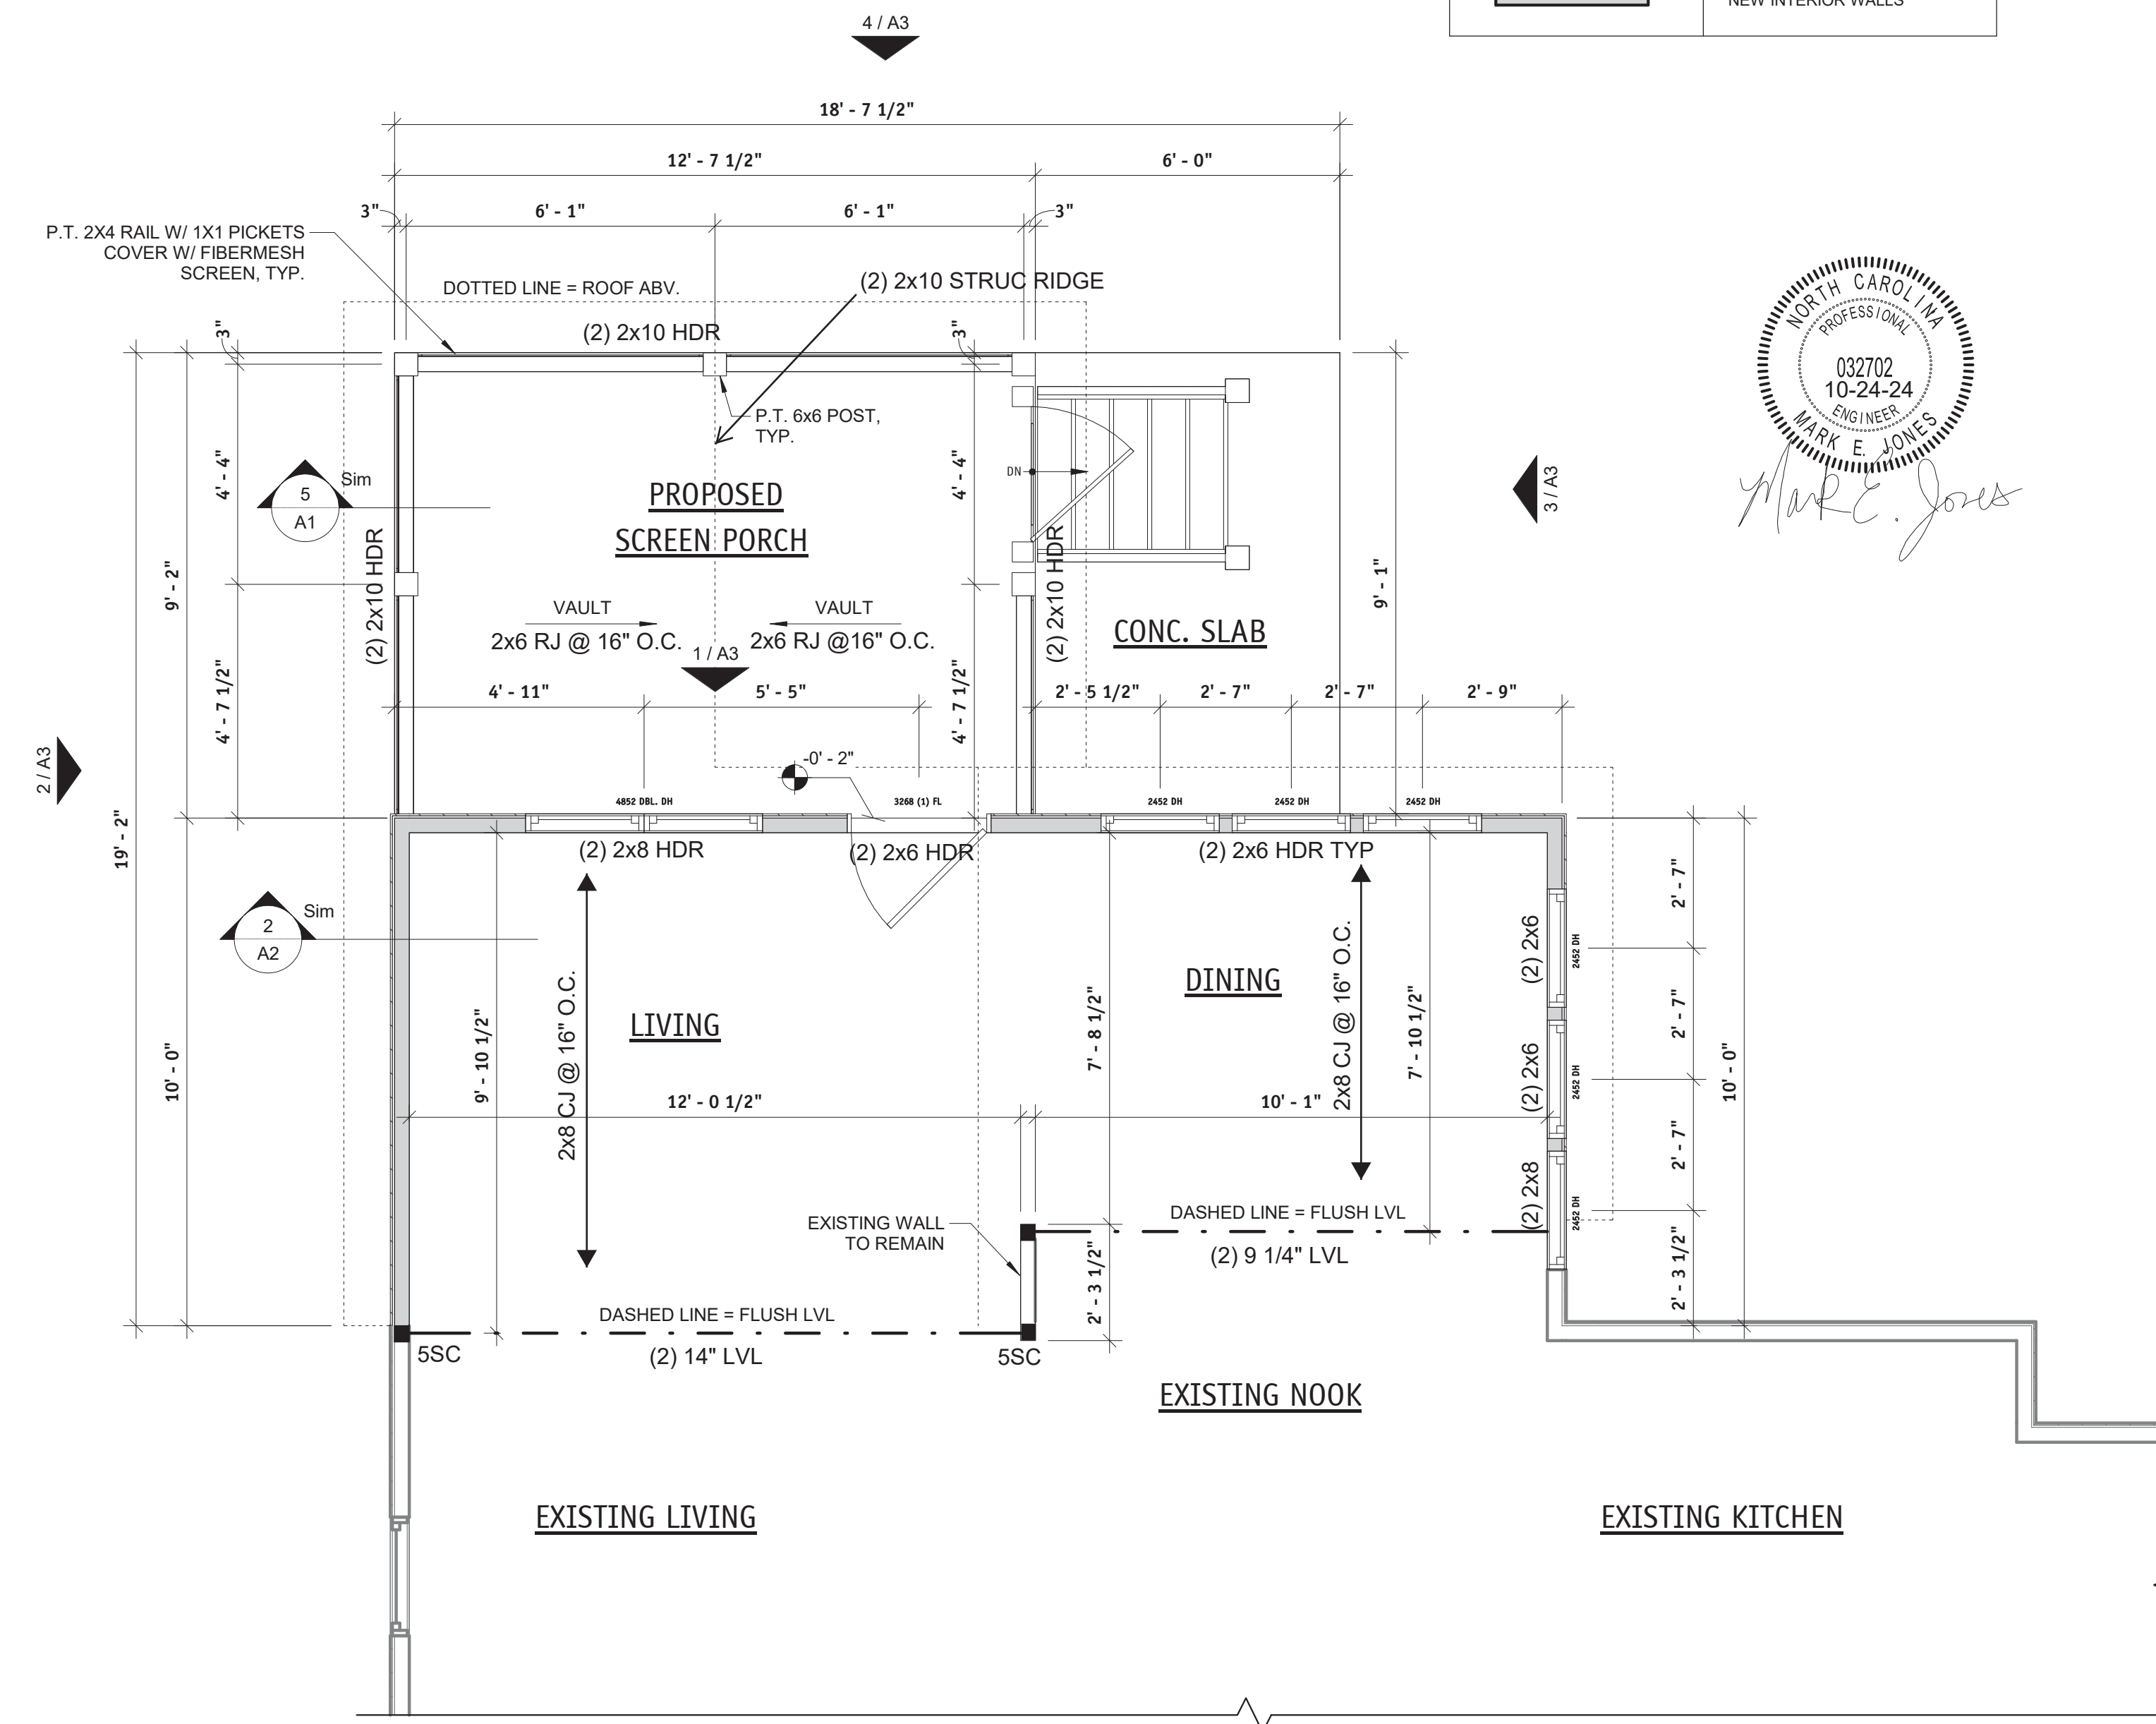 NEW INTERIOR WALLS
4 / A3
18' - 7 1/2"
12' - 7 1/2"
6' - 0"
3"
6' - 1"
6' - 1"
3"
P.T. 2X4 RAIL W/ 1X1 PICKETS
COVER W/ FIBERMESH
SCREEN, TYP.
DOTTED LINE = ROOF ABV.
(2) 2x10 STRUC RIDGE
(2) 2x10 HDR
3"
3"
NORTH CAROLINA
PROFESSIONAL
032702
10-24-24
ENGINEER
MARK E. JONES
Mark E. Jones
P.T. 6x6 POST,
TYP.
4' - 4"
4' - 4"
5
A1
Sim
DN
3 / A3
PROPOSED
SCREEN PORCH
9' - 2"
(2) 2x10 HDR
(2) 2x10 HDR
9' - 1"
VAULT
VAULT
2x6 RJ @ 16" O.C.
2x6 RJ @16" O.C.
1 / A3
CONC. SLAB
4' - 7 1/2"
4' - 7 1/2"
4' - 11"
5' - 5"
2' - 5 1/2"
2' - 7"
2' - 7"
2' - 9"
2 / A3
-0' - 2"
4852 DBL. DH
3268 (1) FL
2452 DH
2452 DH
2452 DH
19' - 2"
(2) 2x8 HDR
(2) 2x6 HDR
(2) 2x6 HDR TYP
2' - 7"
2
A2
Sim
(2) 2x6
2452 DH
LIVING
DINING
2x8 CJ @ 16" O.C.
2x8 CJ @ 16" O.C.
9' - 10 1/2"
7' - 8 1/2"
7' - 10 1/2"
2' - 7"
10' - 0"
10' - 0"
(2) 2x6
2452 DH
12' - 0 1/2"
10' - 1"
2' - 7"
(2) 2x8
2452 DH
EXISTING WALL
TO REMAIN
DASHED LINE = FLUSH LVL
(2) 9 1/4" LVL
2' - 3 1/2"
2' - 3 1/2"
DASHED LINE = FLUSH LVL
5SC
(2) 14" LVL
5SC
EXISTING NOOK
EXISTING LIVING
EXISTING KITCHEN